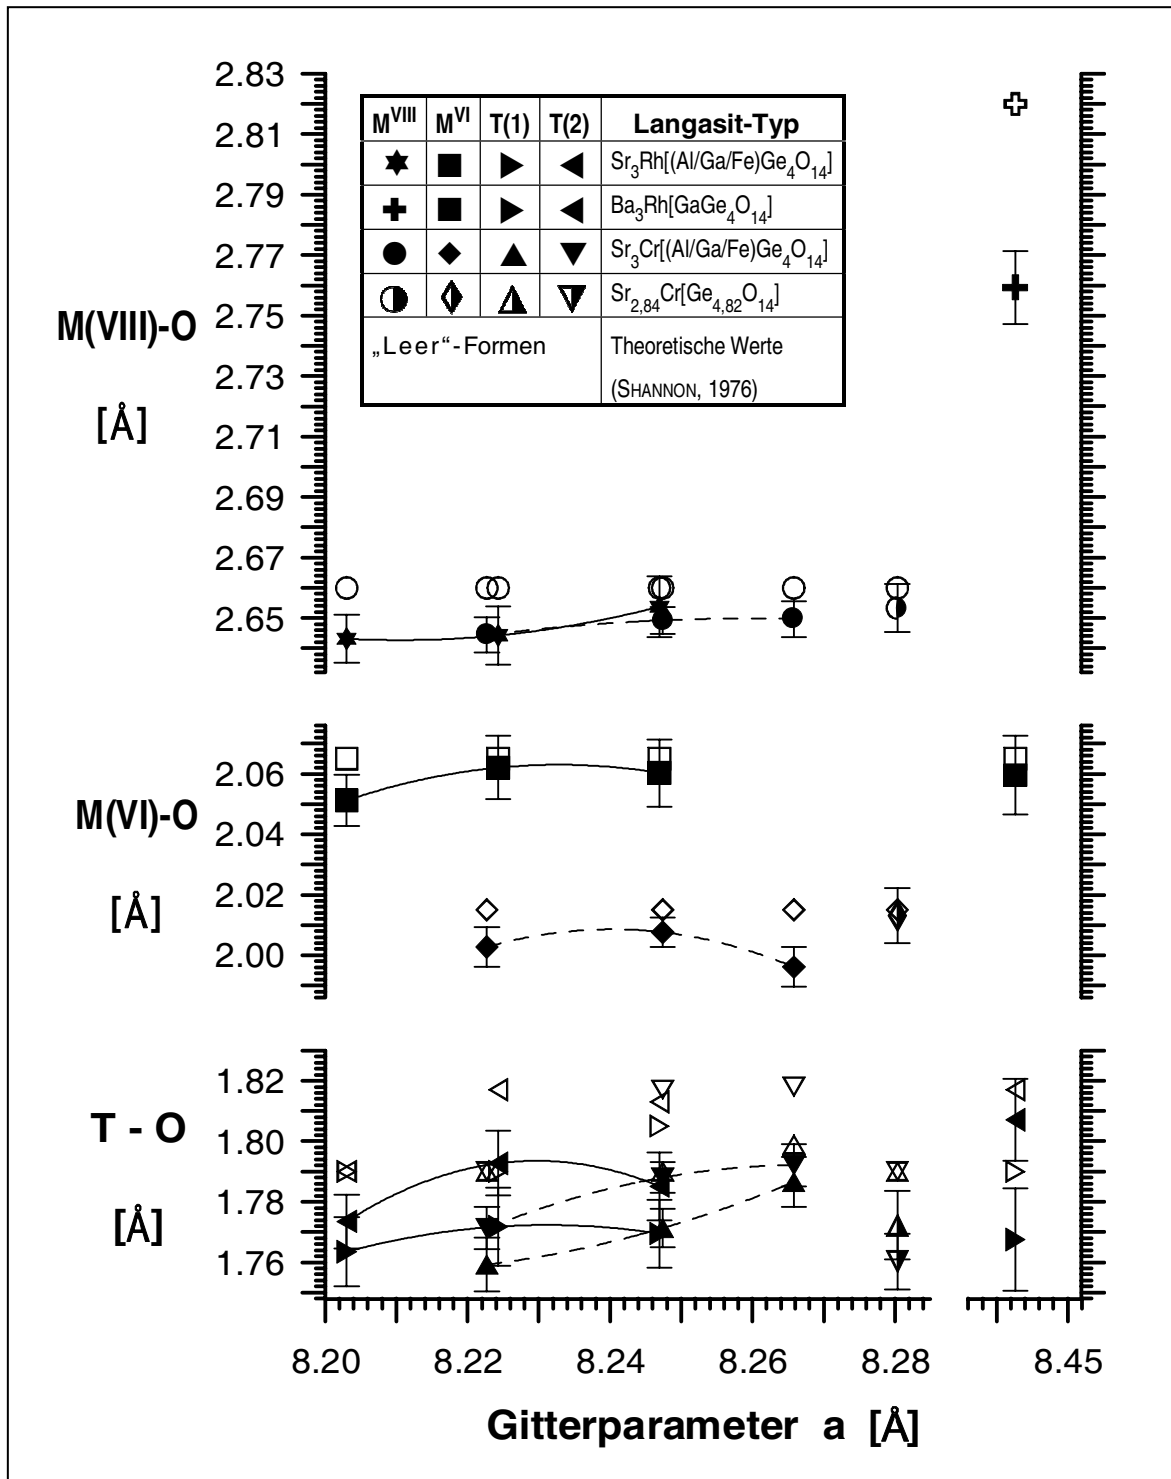 2.83
2.81
2.79
2.77
2.75
2.73
2.71
2.69
2.67
2.65
M(VIII)-O
[Å]
M^VIII M^VI T(1) T(2) Langasit-Typ
Sr3Rh[(Al/Ga/Fe)Ge4O14]
Ba3Rh[GaGe4O14]
Sr3Cr[(Al/Ga/Fe)Ge4O14]
Sr2,84Cr[Ge4,82O14]
„Leer“-Formen Theoretische Werte
(SHANNON, 1976)
2.06
2.04
2.02
2.00
M(VI)-O
[Å]
1.82
1.80
1.78
1.76
T - O
[Å]
8.20 8.22 8.24 8.26 8.28 8.45
Gitterparameter a [Å]